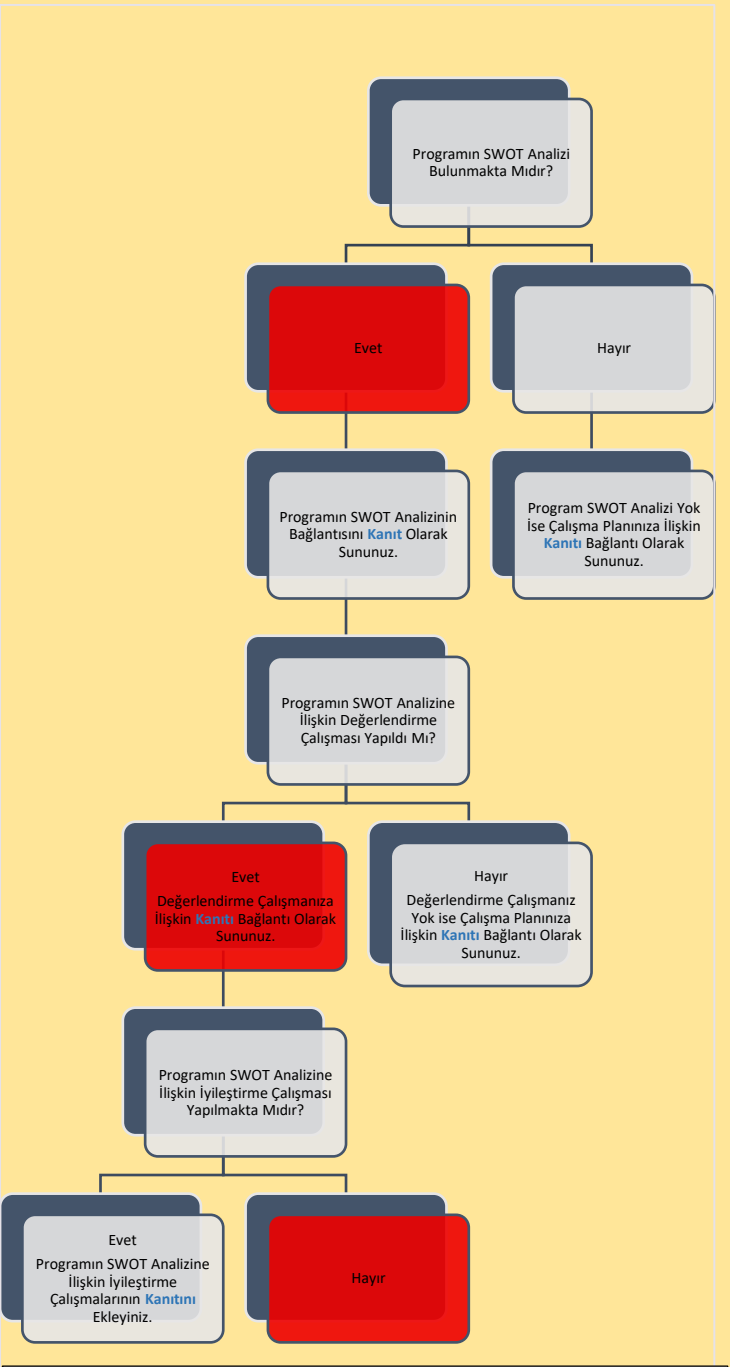 Programın SWOT Analizi
Bulunmakta Mıdır?
Evet
Hayır
Programın SWOT Analizinin
Bağlantısını Kanıt Olarak
Sununuz.
Program SWOT Analizi Yok
İse Çalışma Planınıza İlişkin
Kanıtı Bağlantı Olarak
Sununuz.
Programın SWOT Analizine
İlişkin Değerlendirme
Çalışması Yapıldı Mı?
Evet
Değerlendirme Çalışmanıza
İlişkin Kanıtı Bağlantı Olarak
Sununuz.
Hayır
Değerlendirme Çalışmanız
Yok ise Çalışma Planınıza
İlişkin Kanıtı Bağlantı Olarak
Sununuz.
Programın SWOT Analizine
İlişkin İyileştirme Çalışması
Yapılmakta Mıdır?
Evet
Programın SWOT Analizine
İlişkin İyileştirme
Çalışmalarının Kanıtını
Ekleyiniz.
Hayır